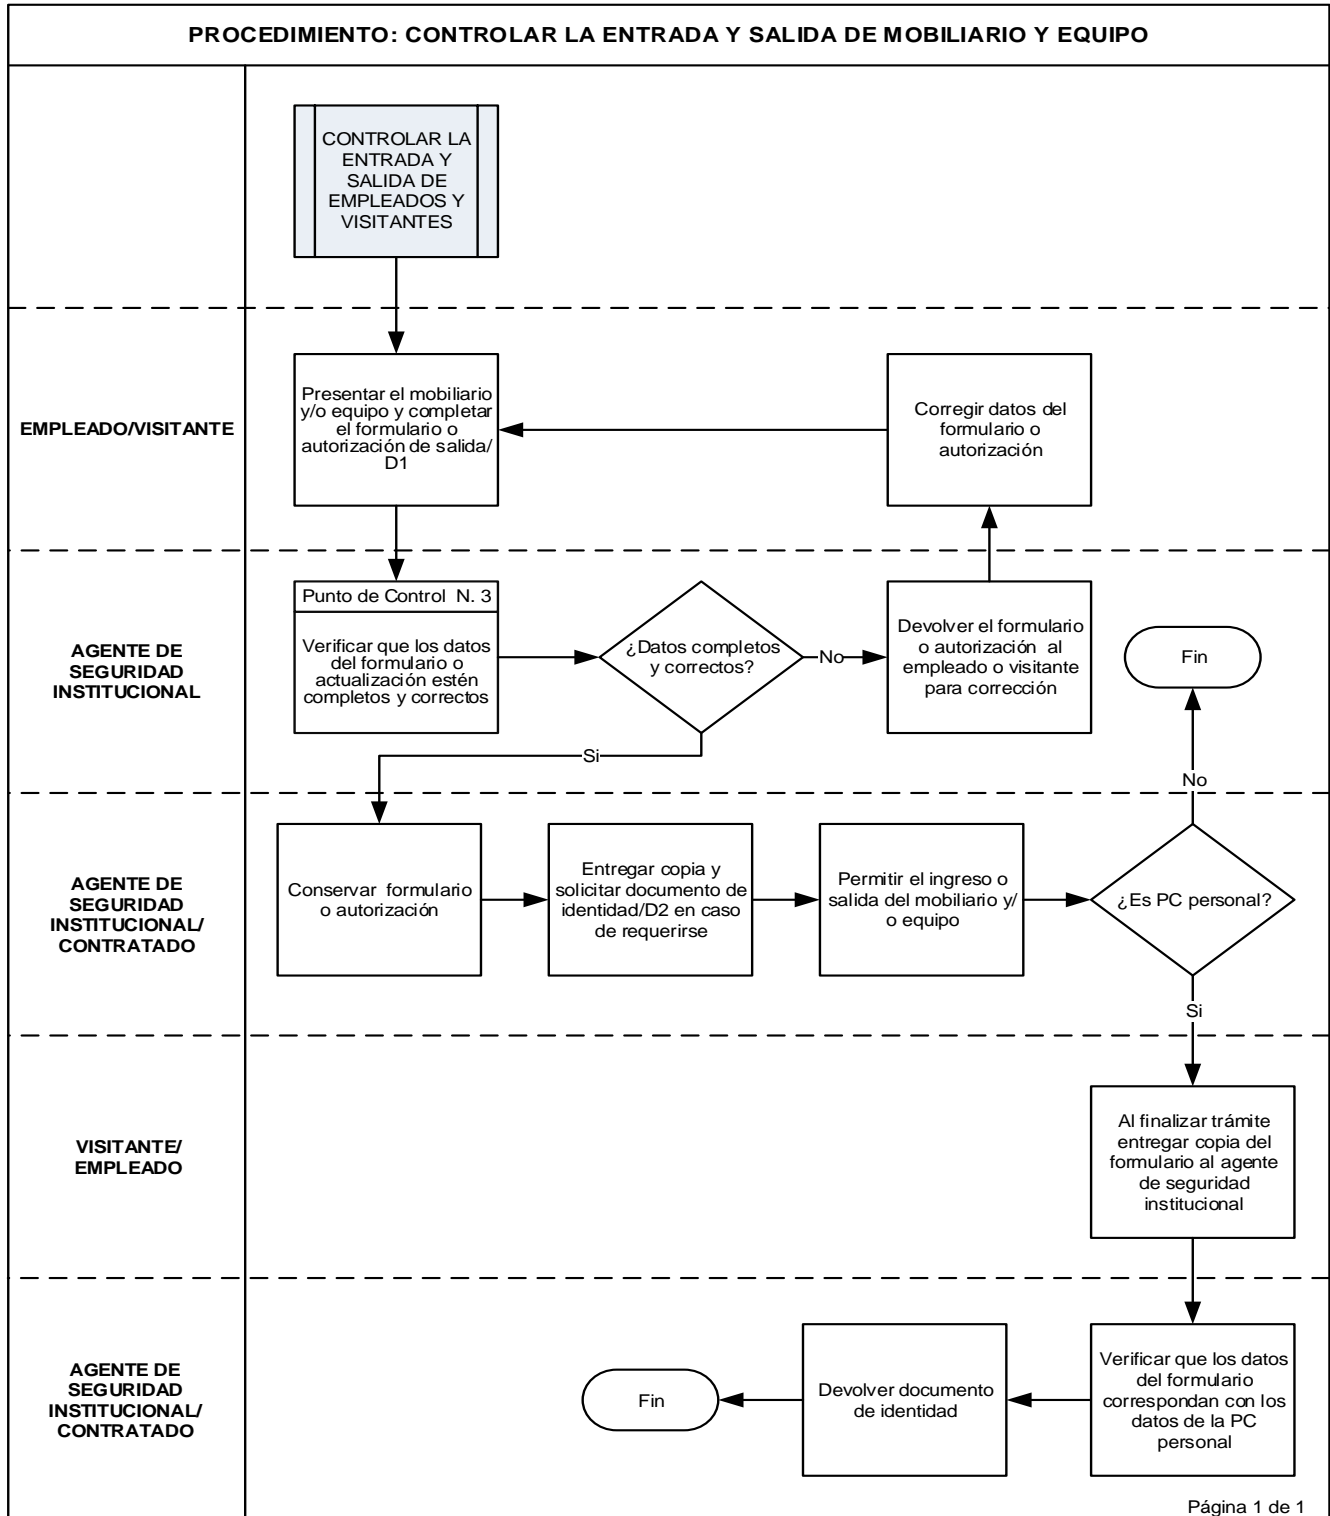 PROCEDIMIENTO: CONTROLAR LA ENTRADA Y SALIDA DE MOBILIARIO Y EQUIPO
CONTROLAR LA
ENTRADA Y
SALIDA DE
EMPLEADOS Y
VISITANTES
EMPLEADO/VISITANTE
Presentar el mobiliario
y/o equipo y completar
el formulario o
autorización de salida/
D1
Corregir datos del
formulario o
autorización
AGENTE DE
SEGURIDAD
INSTITUCIONAL
Punto de Control N. 3
Verificar que los datos
del formulario o
actualización estén
completos y correctos
¿Datos completos
y correctos?
No
Devolver el formulario
o autorización al
empleado o visitante
para corrección
Fin
Si
No
AGENTE DE
SEGURIDAD
INSTITUCIONAL/
CONTRATADO
Conservar formulario
o autorización
Entregar copia y
solicitar documento de
identidad/D2 en caso
de requerirse
Permitir el ingreso o
salida del mobiliario y/
o equipo
¿Es PC personal?
Si
VISITANTE/
EMPLEADO
Al finalizar trámite
entregar copia del
formulario al agente
de seguridad
institucional
AGENTE DE
SEGURIDAD
INSTITUCIONAL/
CONTRATADO
Fin
Devolver documento
de identidad
Verificar que los datos
del formulario
correspondan con los
datos de la PC
personal
Página 1 de 1